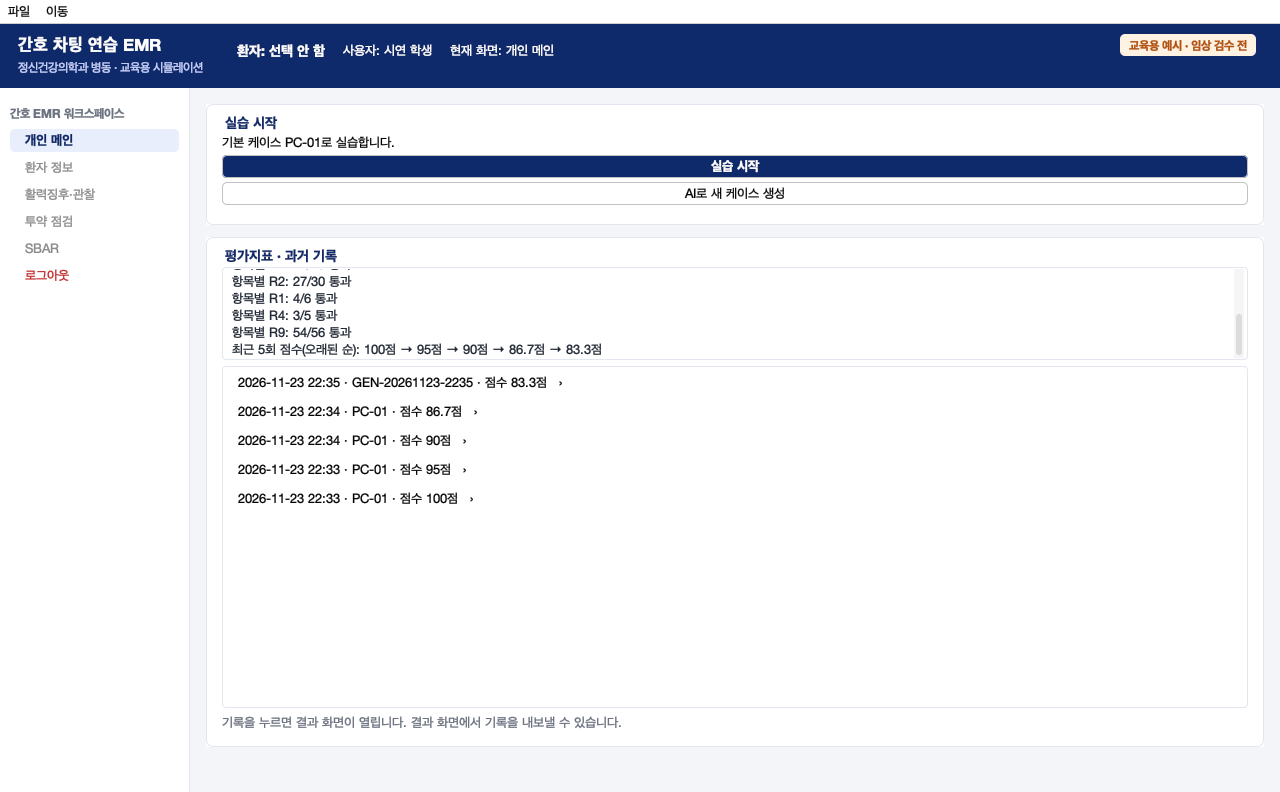 파일 이동
간호 차팅 연습 EMR
정신건강의학과 병동 · 교육용 시뮬레이션
환자: 선택 안 함 사용자: 시연 학생 현재 화면: 개인 메인
교육용 예시 · 임상 검수 전
간호 EMR 워크스페이스
개인 메인
환자 정보
활력징후·관찰
투약 점검
SBAR
로그아웃
실습 시작
기본 케이스 PC-01로 실습합니다.
실습 시작
AI로 새 케이스 생성
평가지표 · 과거 기록
항목별 R2: 27/30 통과
항목별 R1: 4/6 통과
항목별 R4: 3/5 통과
항목별 R9: 54/56 통과
최근 5회 점수(오래된 순): 100점 → 95점 → 90점 → 86.7점 → 83.3점
2026-11-23 22:35 · GEN-20261123-2235 · 점수 83.3점 ›
2026-11-23 22:34 · PC-01 · 점수 86.7점 ›
2026-11-23 22:34 · PC-01 · 점수 90점 ›
2026-11-23 22:33 · PC-01 · 점수 95점 ›
2026-11-23 22:33 · PC-01 · 점수 100점 ›
기록을 누르면 결과 화면이 열립니다. 결과 화면에서 기록을 내보낼 수 있습니다.